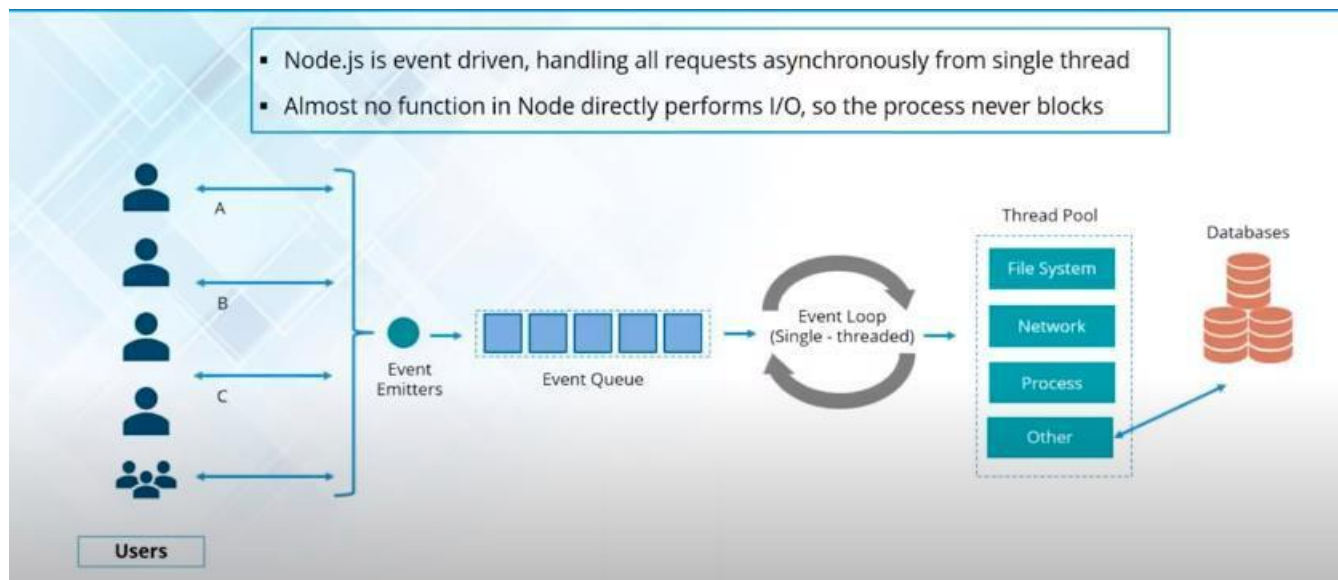 ▪ Node.js is event driven, handling all requests asynchronously from single thread
▪ Almost no function in Node directly performs I/O, so the process never blocks
A
B
C
Users
Event
Emitters
Event Queue
Event Loop
(Single - threaded)
Thread Pool
File System
Network
Process
Other
Databases